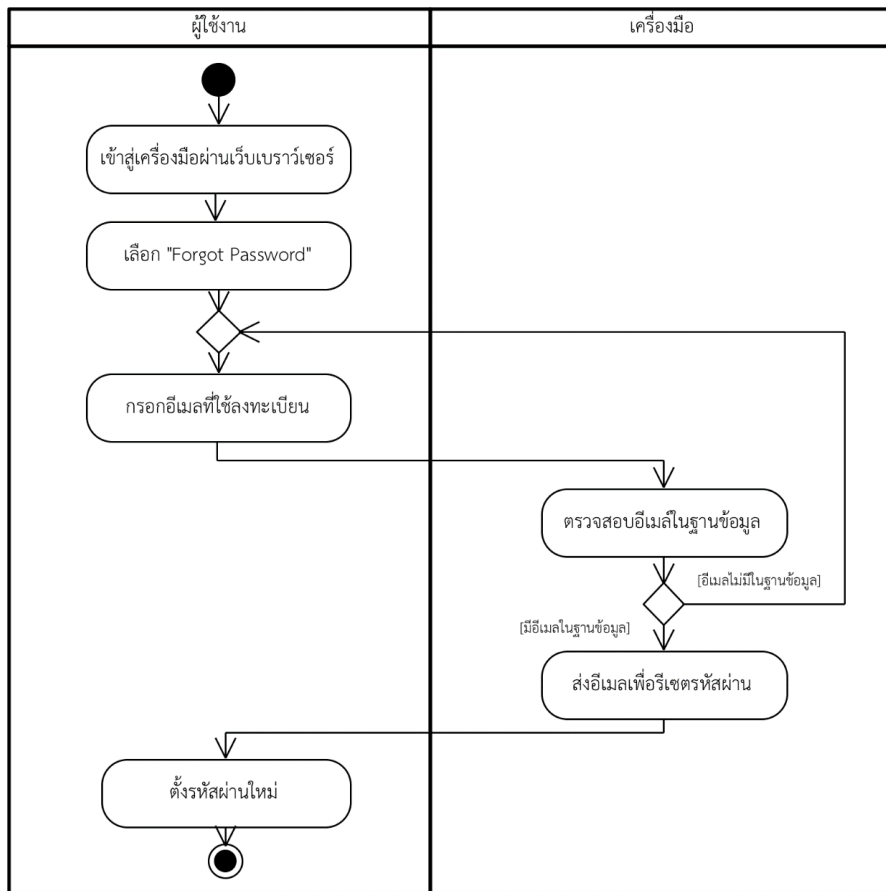 ผู้ใช้งาน
เครื่องมือ
เข้าสู่เครื่องมือผ่านเว็บเบราว์เซอร์
เลือก "Forgot Password"
กรอกอีเมลที่ใช้ลงทะเบียน
ตรวจสอบอีเมล์ในฐานข้อมูล
[อีเมลไม่มีในฐานข้อมูล]
[มีอีเมลในฐานข้อมูล]
ส่งอีเมลเพื่อรีเซตรหัสผ่าน
ตั้งรหัสผ่านใหม่